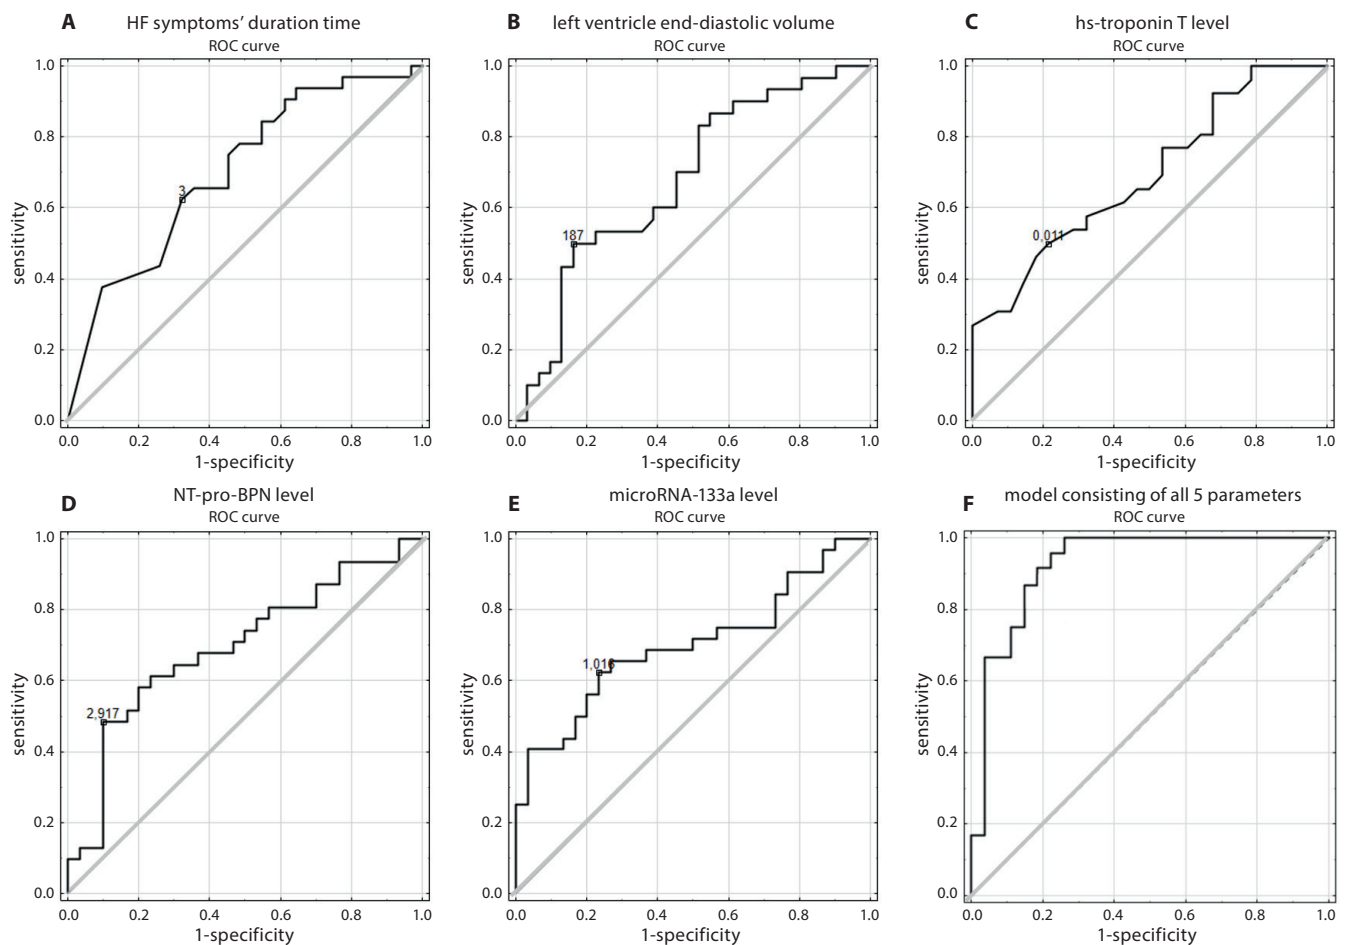 A HF symptoms’ duration time
ROC curve
1.0
0.8
0.6
0.4
0.2
0.0
sensitivity
3
0.0 0.2 0.4 0.6 0.8 1.0
1-specificity
B left ventricle end-diastolic volume
ROC curve
1.0
0.8
0.6
0.4
0.2
0.0
sensitivity
187
0.0 0.2 0.4 0.6 0.8 1.0
1-specificity
C hs-troponin T level
ROC curve
1.0
0.8
0.6
0.4
0.2
0.0
sensitivity
0,011
0.0 0.2 0.4 0.6 0.8 1.0
1-specificity
D NT-pro-BPN level
ROC curve
1.0
0.8
0.6
0.4
0.2
0.0
sensitivity
2,917
0.0 0.2 0.4 0.6 0.8 1.0
1-specificity
E microRNA-133a level
ROC curve
1.0
0.8
0.6
0.4
0.2
0.0
sensitivity
1,016
0.0 0.2 0.4 0.6 0.8 1.0
1-specificity
F model consisting of all 5 parameters
ROC curve
1.0
0.8
0.6
0.4
0.2
0.0
sensitivity
0.0 0.2 0.4 0.6 0.8 1.0
1-specificity